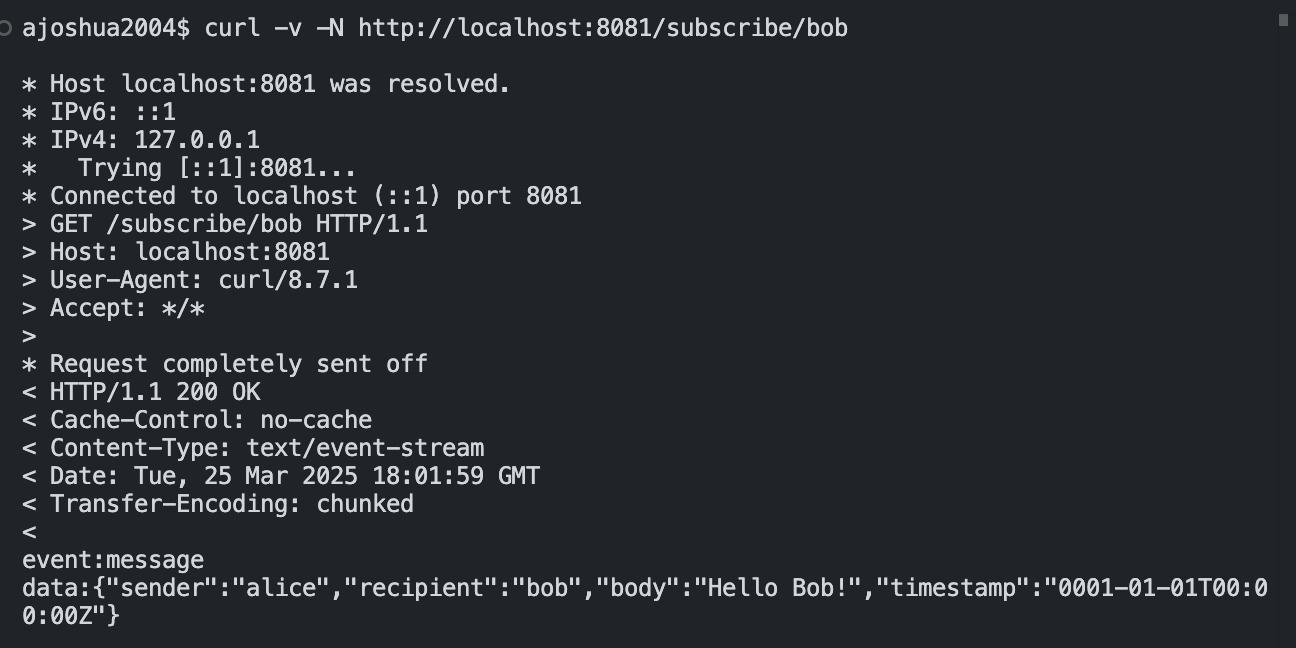 ajoshua2004$ curl -v -N http://localhost:8081/subscribe/bob
* Host localhost:8081 was resolved.
* IPv6: ::1
* IPv4: 127.0.0.1
*   Trying [::1]:8081...
* Connected to localhost (::1) port 8081
> GET /subscribe/bob HTTP/1.1
> Host: localhost:8081
> User-Agent: curl/8.7.1
> Accept: */*
>
* Request completely sent off
< HTTP/1.1 200 OK
< Cache-Control: no-cache
< Content-Type: text/event-stream
< Date: Tue, 25 Mar 2025 18:01:59 GMT
< Transfer-Encoding: chunked
<
event:message
data:{"sender":"alice","recipient":"bob","body":"Hello Bob!","timestamp":"0001-01-01T00:0
0:00Z"}